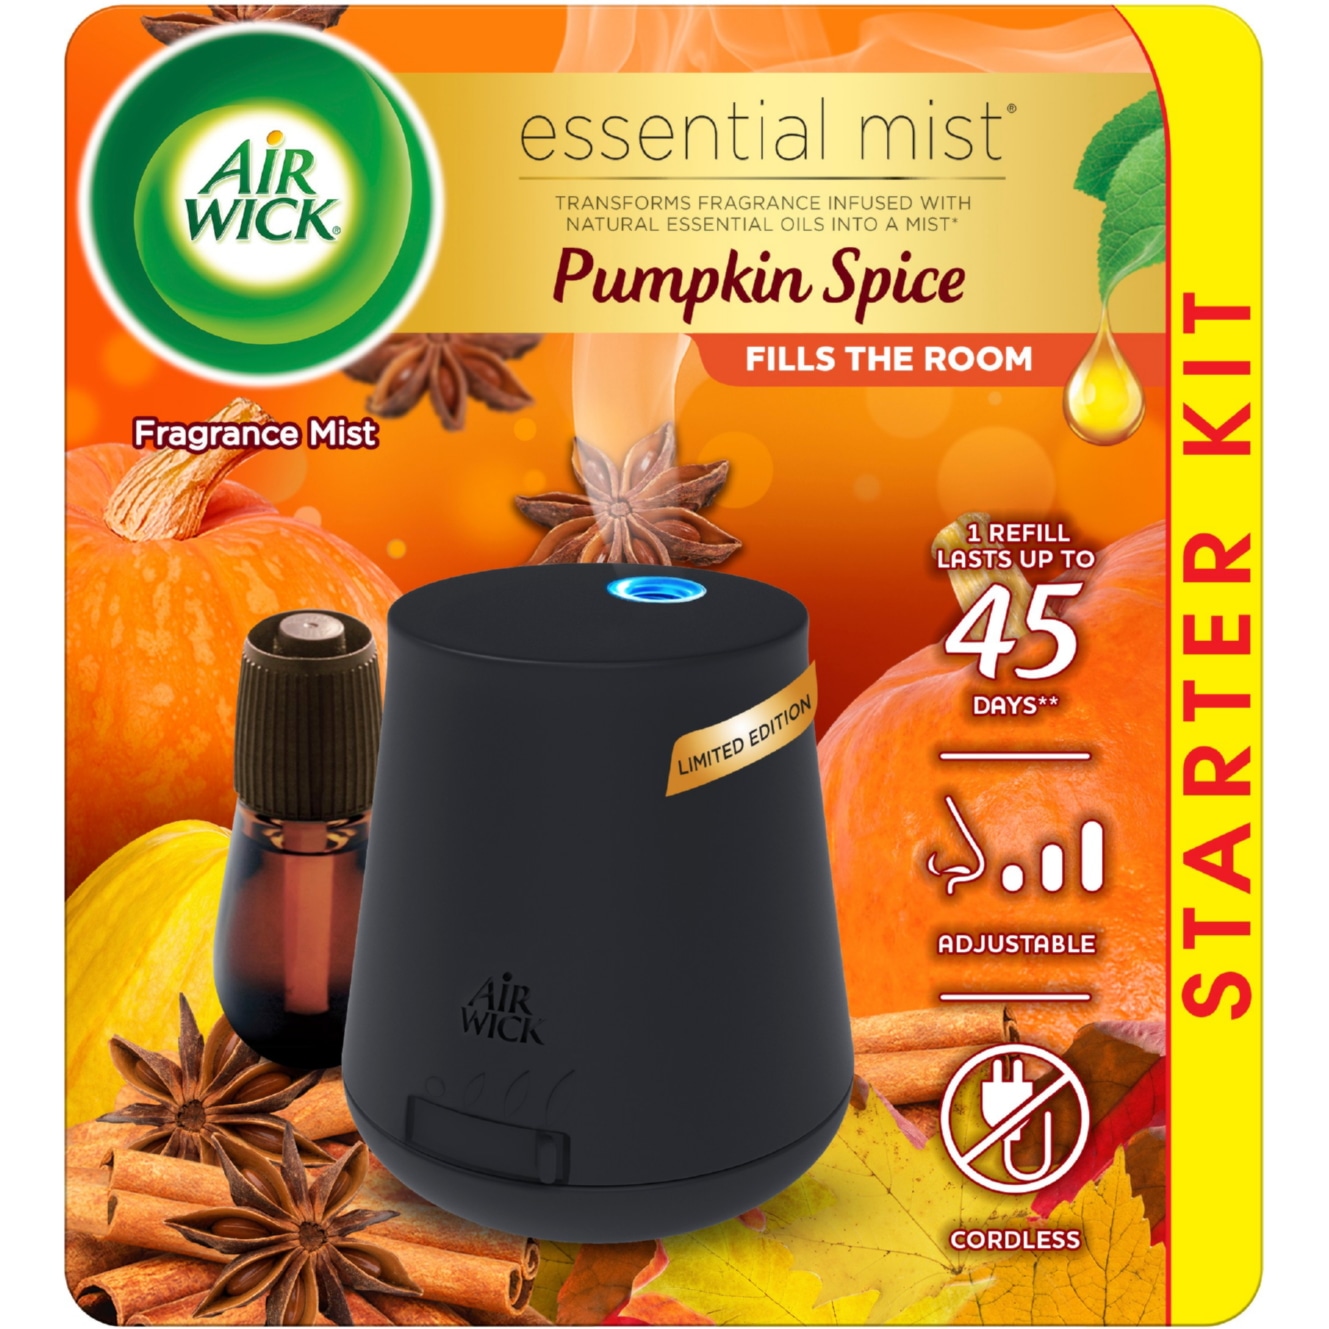 AIR
WICK®
essential mist®
TRANSFORMS FRAGRANCE INFUSED WITH
NATURAL ESSENTIAL OILS INTO A MIST*
Pumpkin Spice
FILLS THE ROOM
Fragrance Mist
1 REFILL
LASTS UP TO
45
DAYS**
LIMITED EDITION
ADJUSTABLE
AIR
WICK
CORDLESS
STARTER KIT